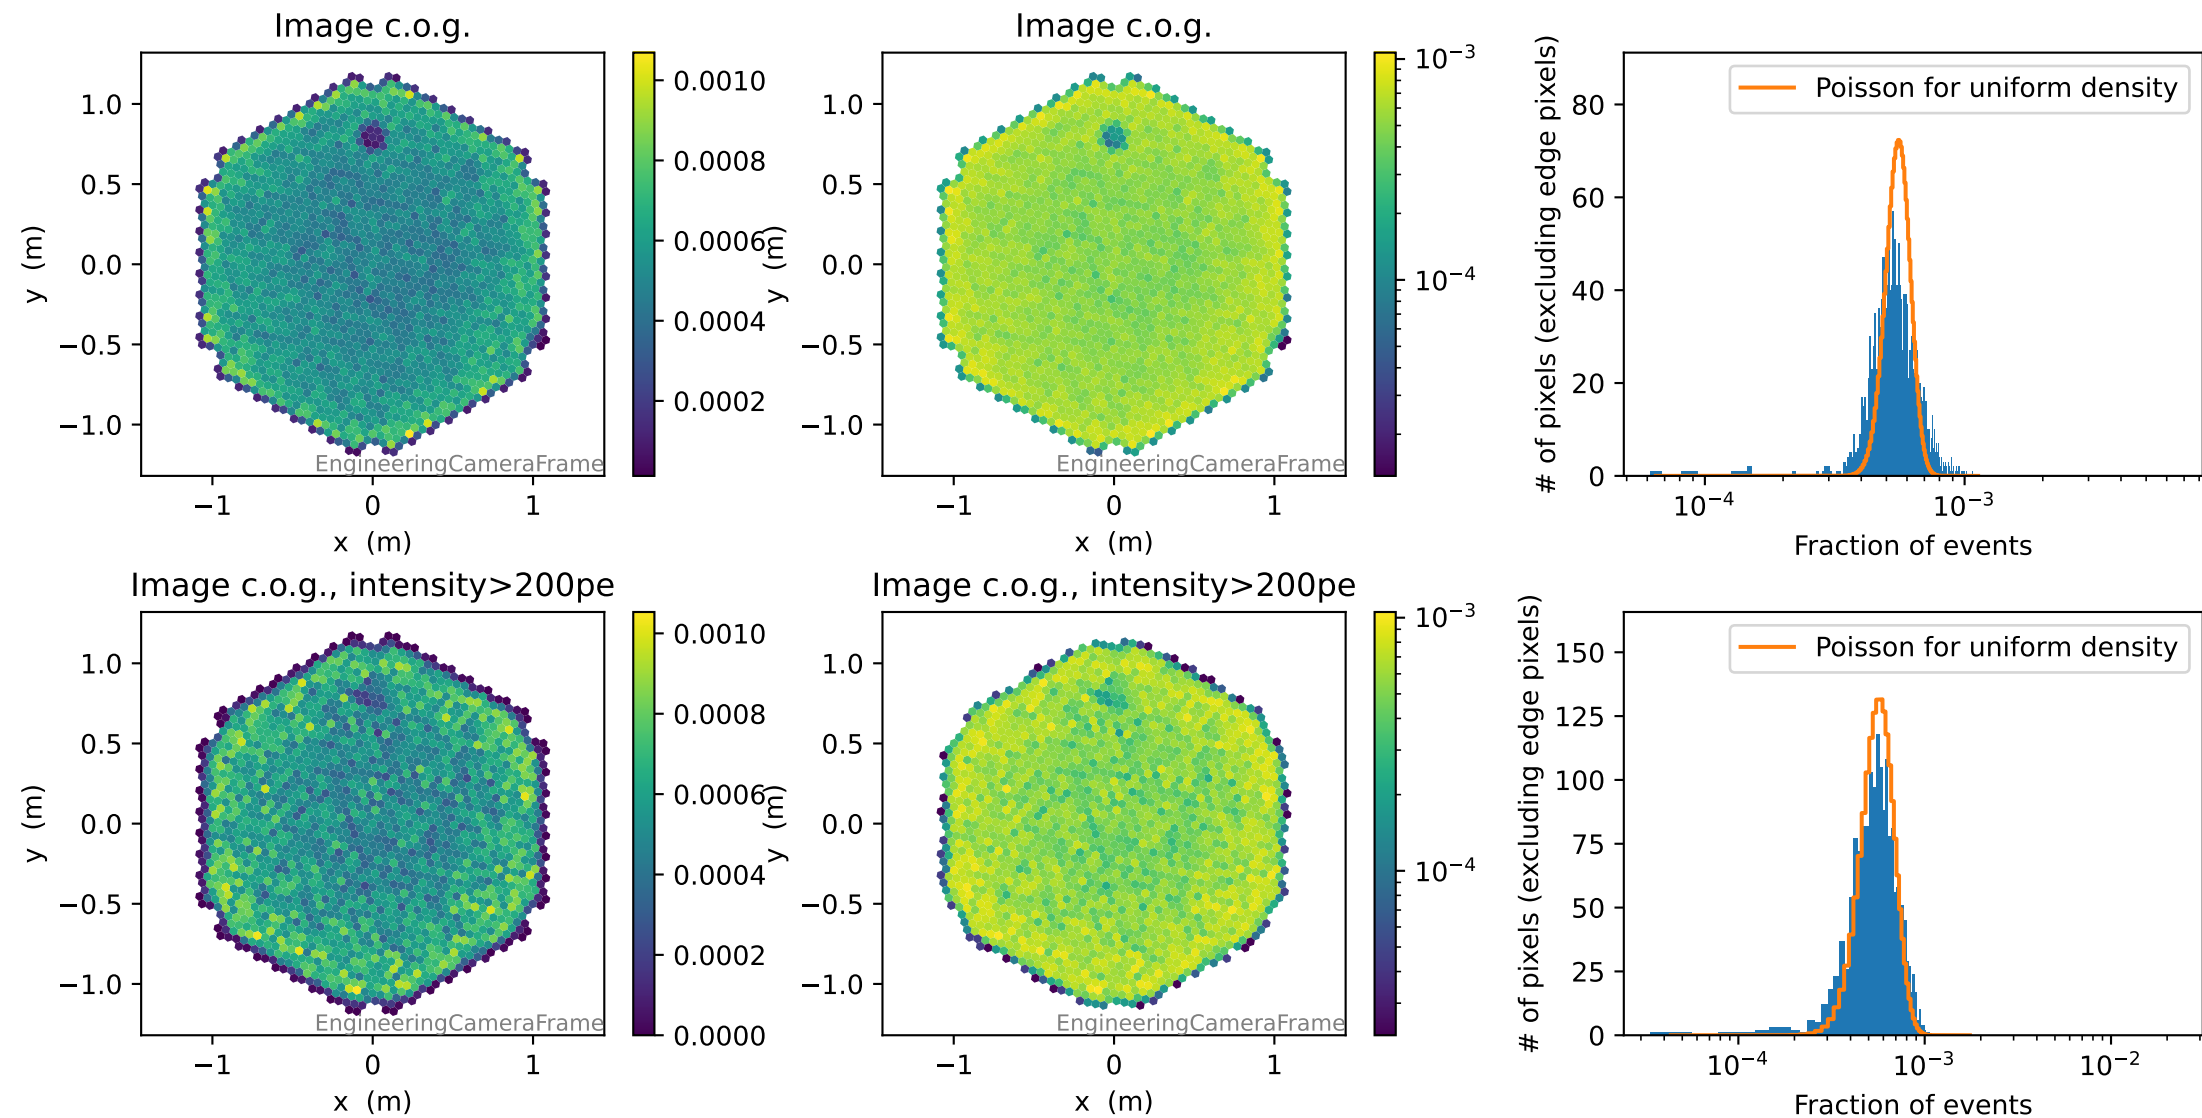 Image c.o.g.
1.0
0.5
0.0
−0.5
−1.0
y (m)
−1 0 1
x (m)
EngineeringCameraFrame
0.0010
0.0008
0.0006
0.0004
0.0002
Image c.o.g.
1.0
0.5
0.0
−0.5
−1.0
y (m)
−1 0 1
x (m)
EngineeringCameraFrame
10−3
10−4
# of pixels (excluding edge pixels)
80
60
40
20
0
Poisson for uniform density
10−4 10−3
Fraction of events
Image c.o.g., intensity>200pe
1.0
0.5
0.0
−0.5
−1.0
y (m)
−1 0 1
x (m)
EngineeringCameraFrame
0.0010
0.0008
0.0006
0.0004
0.0002
0.0000
Image c.o.g., intensity>200pe
1.0
0.5
0.0
−0.5
−1.0
y (m)
−1 0 1
x (m)
EngineeringCameraFrame
10−3
10−4
# of pixels (excluding edge pixels)
150
125
100
75
50
25
0
Poisson for uniform density
10−4 10−3 10−2
Fraction of events